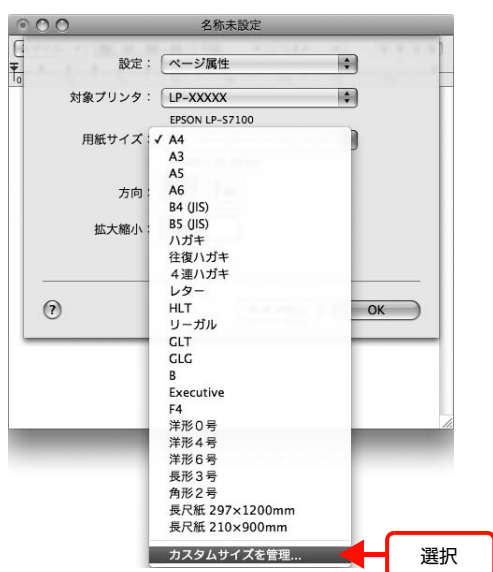 名称未設定
設定： ページ属性
対象プリンタ： LP-XXXXX
EPSON LP-S7100
用紙サイズ： ✓ A4
A3
A5
方向： A6
B4 (JIS)
拡大縮小： B5 (JIS)
ハガキ
往復ハガキ
４連ハガキ
レター
HLT
OK
リーガル
GLT
GLG
B
Executive
F4
洋形０号
洋形４号
洋形６号
長形３号
角形２号
長尺紙 297×1200mm
長尺紙 210×900mm
カスタムサイズを管理...
選択